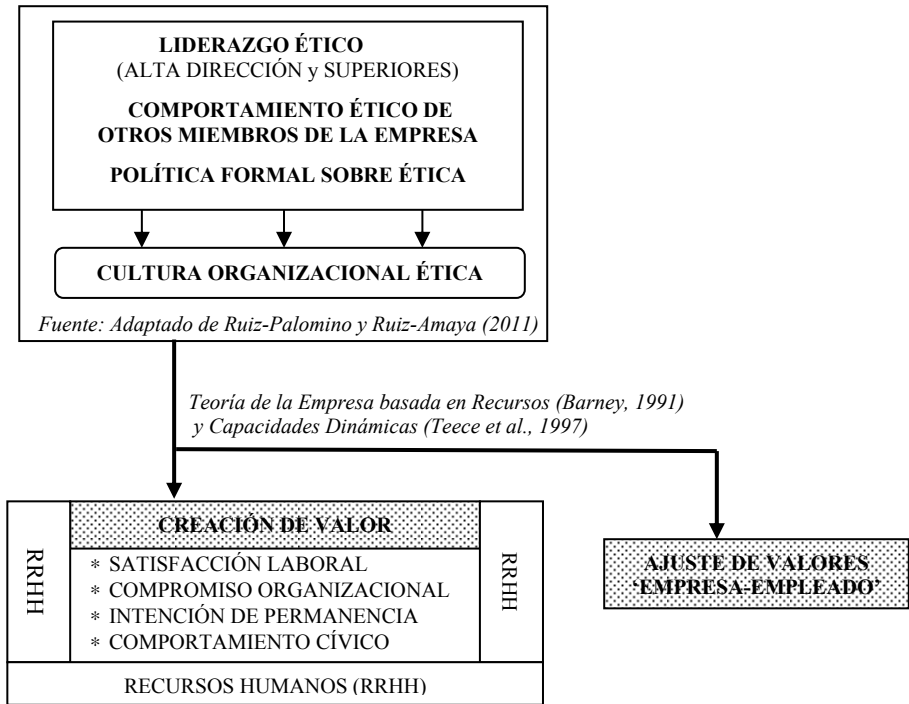 LIDERAZGO ÉTICO
(ALTA DIRECCIÓN y SUPERIORES)
COMPORTAMIENTO ÉTICO DE
OTROS MIEMBROS DE LA EMPRESA
POLÍTICA FORMAL SOBRE ÉTICA
CULTURA ORGANIZACIONAL ÉTICA
Fuente: Adaptado de Ruiz-Palomino y Ruiz-Amaya (2011)
Teoría de la Empresa basada en Recursos (Barney, 1991)
y Capacidades Dinámicas (Teece et al., 1997)
RRHH
CREACIÓN DE VALOR
* SATISFACCIÓN LABORAL
* COMPROMISO ORGANIZACIONAL
* INTENCIÓN DE PERMANENCIA
* COMPORTAMIENTO CÍVICO
RRHH
RECURSOS HUMANOS (RRHH)
AJUSTE DE VALORES
‘EMPRESA-EMPLEADO’